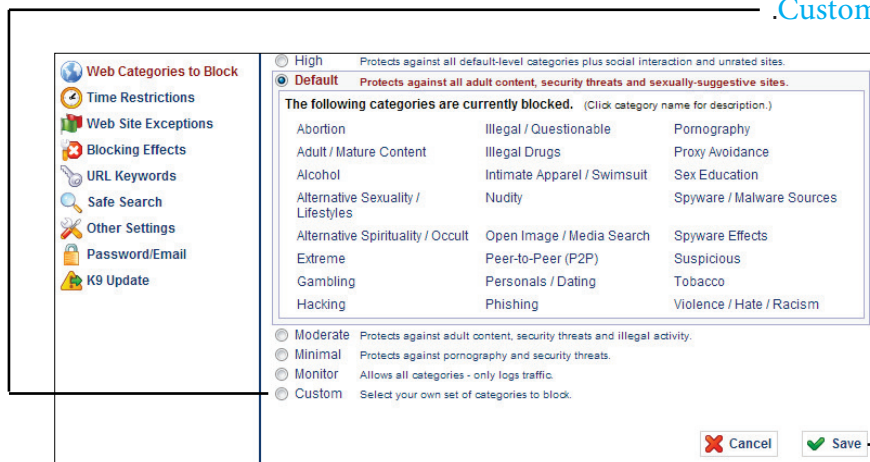 .Custom
Web Categories to Block
Time Restrictions
Web Site Exceptions
Blocking Effects
URL Keywords
Safe Search
Other Settings
Password/Email
K9 Update
High Protects against all default-level categories plus social interaction and unrated sites.
Default Protects against all adult content, security threats and sexually-suggestive sites.
The following categories are currently blocked. (Click category name for description.)
Abortion Illegal / Questionable Pornography
Adult / Mature Content Illegal Drugs Proxy Avoidance
Alcohol Intimate Apparel / Swimsuit Sex Education
Alternative Sexuality / Nudity Spyware / Malware Sources
Lifestyles
Alternative Spirituality / Occult Open Image / Media Search Spyware Effects
Extreme Peer-to-Peer (P2P) Suspicious
Gambling Personals / Dating Tobacco
Hacking Phishing Violence / Hate / Racism
Moderate Protects against adult content, security threats and illegal activity.
Minimal Protects against pornography and security threats.
Monitor Allows all categories - only logs traffic.
Custom Select your own set of categories to block.
Cancel Save